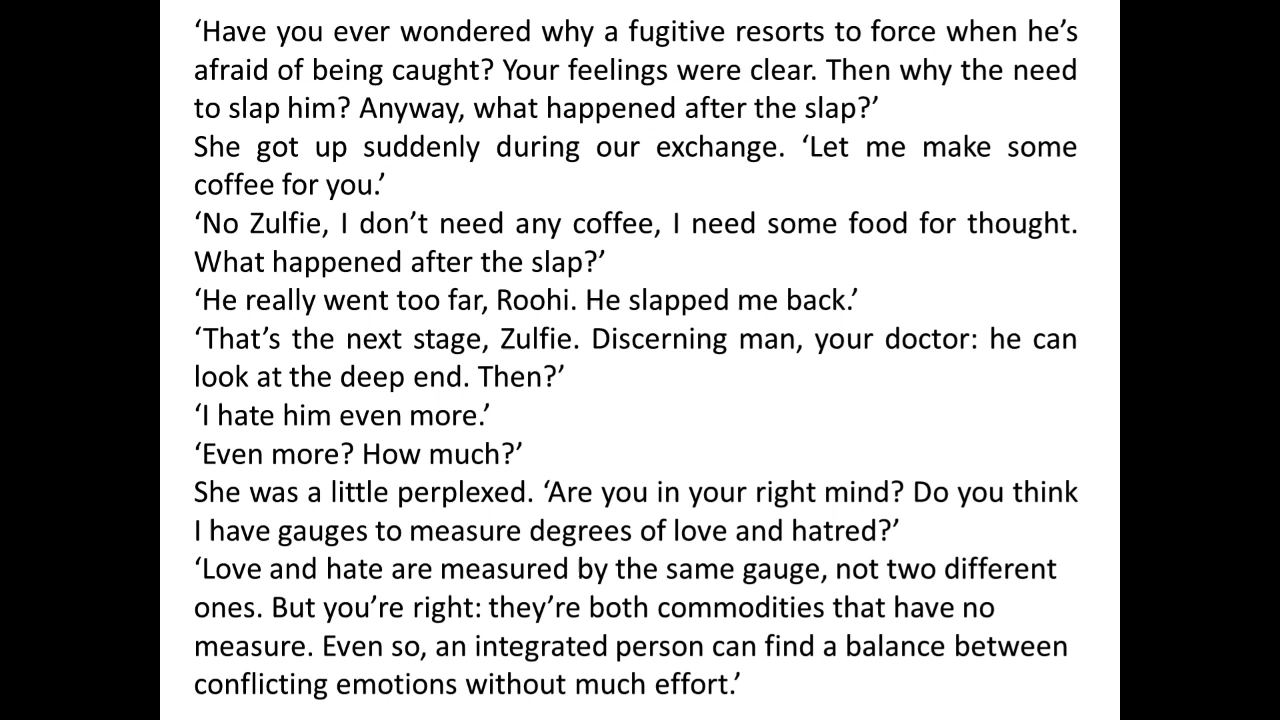 ‘Have you ever wondered why a fugitive resorts to force when he’s
afraid of being caught? Your feelings were clear. Then why the need
to slap him? Anyway, what happened after the slap?’
She got up suddenly during our exchange. ‘Let me make some
coffee for you.’
‘No Zulfie, I don’t need any coffee, I need some food for thought.
What happened after the slap?’
‘He really went too far, Roohi. He slapped me back.’
‘That’s the next stage, Zulfie. Discerning man, your doctor: he can
look at the deep end. Then?’
‘I hate him even more.’
‘Even more? How much?’
She was a little perplexed. ‘Are you in your right mind? Do you think
I have gauges to measure degrees of love and hatred?’
‘Love and hate are measured by the same gauge, not two different
ones. But you’re right: they’re both commodities that have no
measure. Even so, an integrated person can find a balance between
conflicting emotions without much effort.’